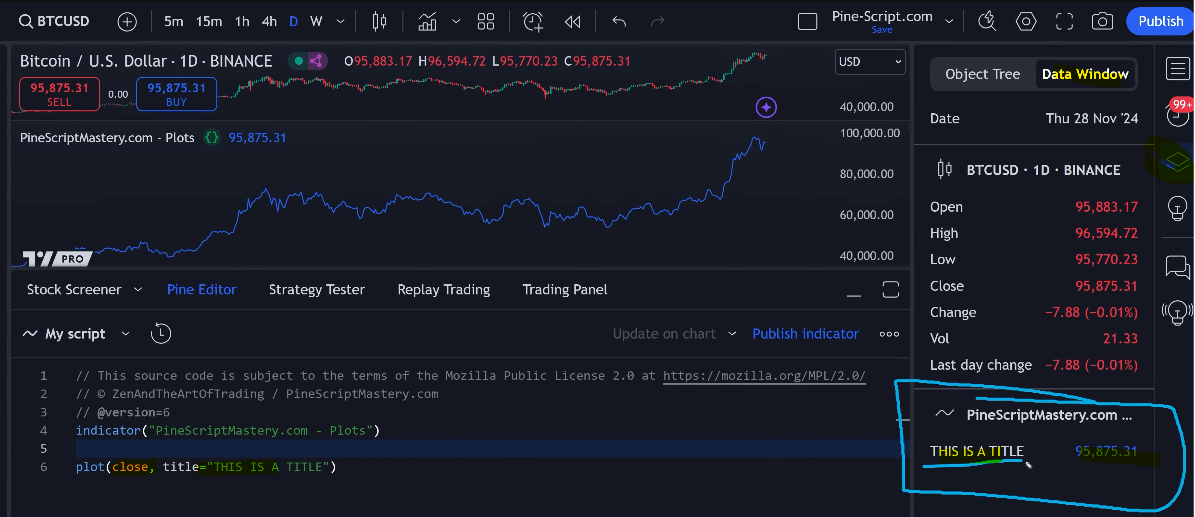 BTCUSD
5m 15m 1h 4h D W
Pine-Script.com
Save
Publish
Bitcoin / U.S. Dollar · 1D · BINANCE
O95,883.17 H96,594.72 L95,770.23 C95,875.31
USD
95,875.31
SELL
0.00
95,875.31
BUY
40,000.00
PineScriptMastery.com - Plots {} 95,875.31
100,000.00
80,000.00
60,000.00
40,000.00
PRO
Stock Screener
Pine Editor
Strategy Tester
Replay Trading
Trading Panel
My script
Update on chart
Publish indicator
1 // This source code is subject to the terms of the Mozilla Public License 2.0 at https://mozilla.org/MPL/2.0/
2 // © ZenAndTheArtOfTrading / PineScriptMastery.com
3 // @version=6
4 indicator("PineScriptMastery.com - Plots")
5
6 plot(close, title="THIS IS A TITLE")
Object Tree
Data Window
Date Thu 28 Nov '24
BTCUSD · 1D · BINANCE
Open 95,883.17
High 96,594.72
Low 95,770.23
Close 95,875.31
Change −7.88 (−0.01%)
Vol 21.33
Last day change −7.88 (−0.01%)
PineScriptMastery.com ...
THIS IS A TITLE 95,875.31
99+